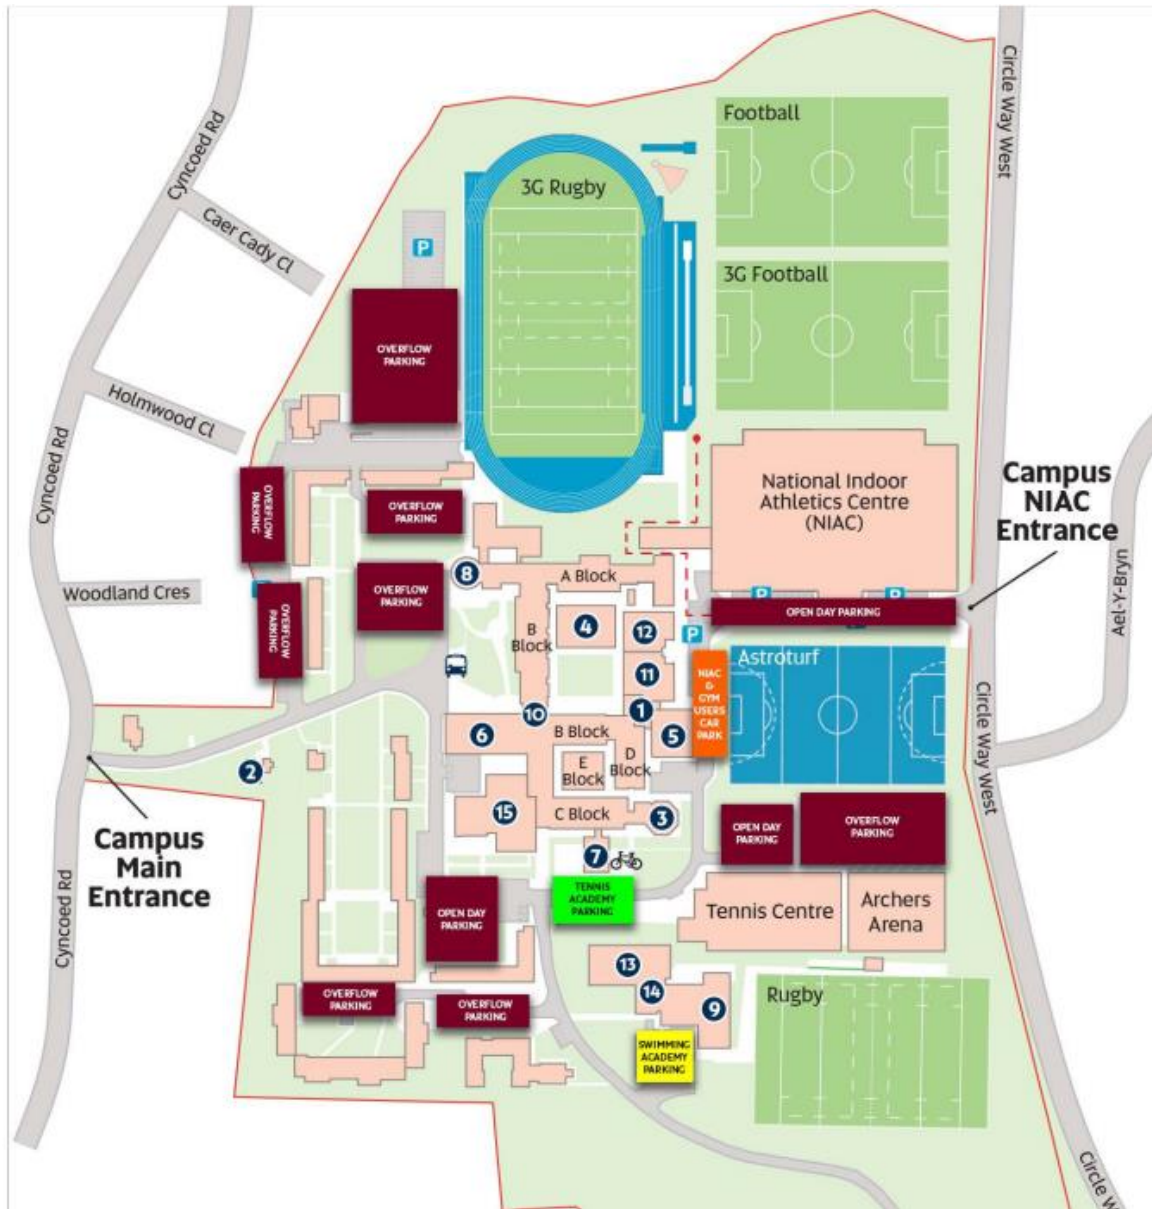 Football
Circle Way West
Cyncoed Rd
3G Rugby
Caer Cady Cl
P
3G Football
OVERFLOW
PARKING
Holmwood Cl
Cyncoed Rd
National Indoor
Athletics Centre
(NIAC)
Campus
NIAC
Entrance
OVERFLOW
PARKING
OVERFLOW
PARKING
8
A Block
Woodland Cres
OVERFLOW
PARKING
OVERFLOW
PARKING
P
P
OPEN DAY PARKING
Ael-Y-Bryn
B
Block
4
12
P
Astroturf
11
NIAC
&
GYM
USERS
CAR
PARK
10
1
6
B Block
5
D
Block
E
Block
Circle Way West
2
15
C Block
3
OPEN DAY
PARKING
OVERFLOW
PARKING
Campus
Main
Entrance
7
TENNIS
ACADEMY
PARKING
OPEN DAY
PARKING
Tennis Centre
Archers
Arena
Cyncoed Rd
13
14
9
Rugby
OVERFLOW
PARKING
OVERFLOW
PARKING
SWIMMING
ACADEMY
PARKING
Circle W